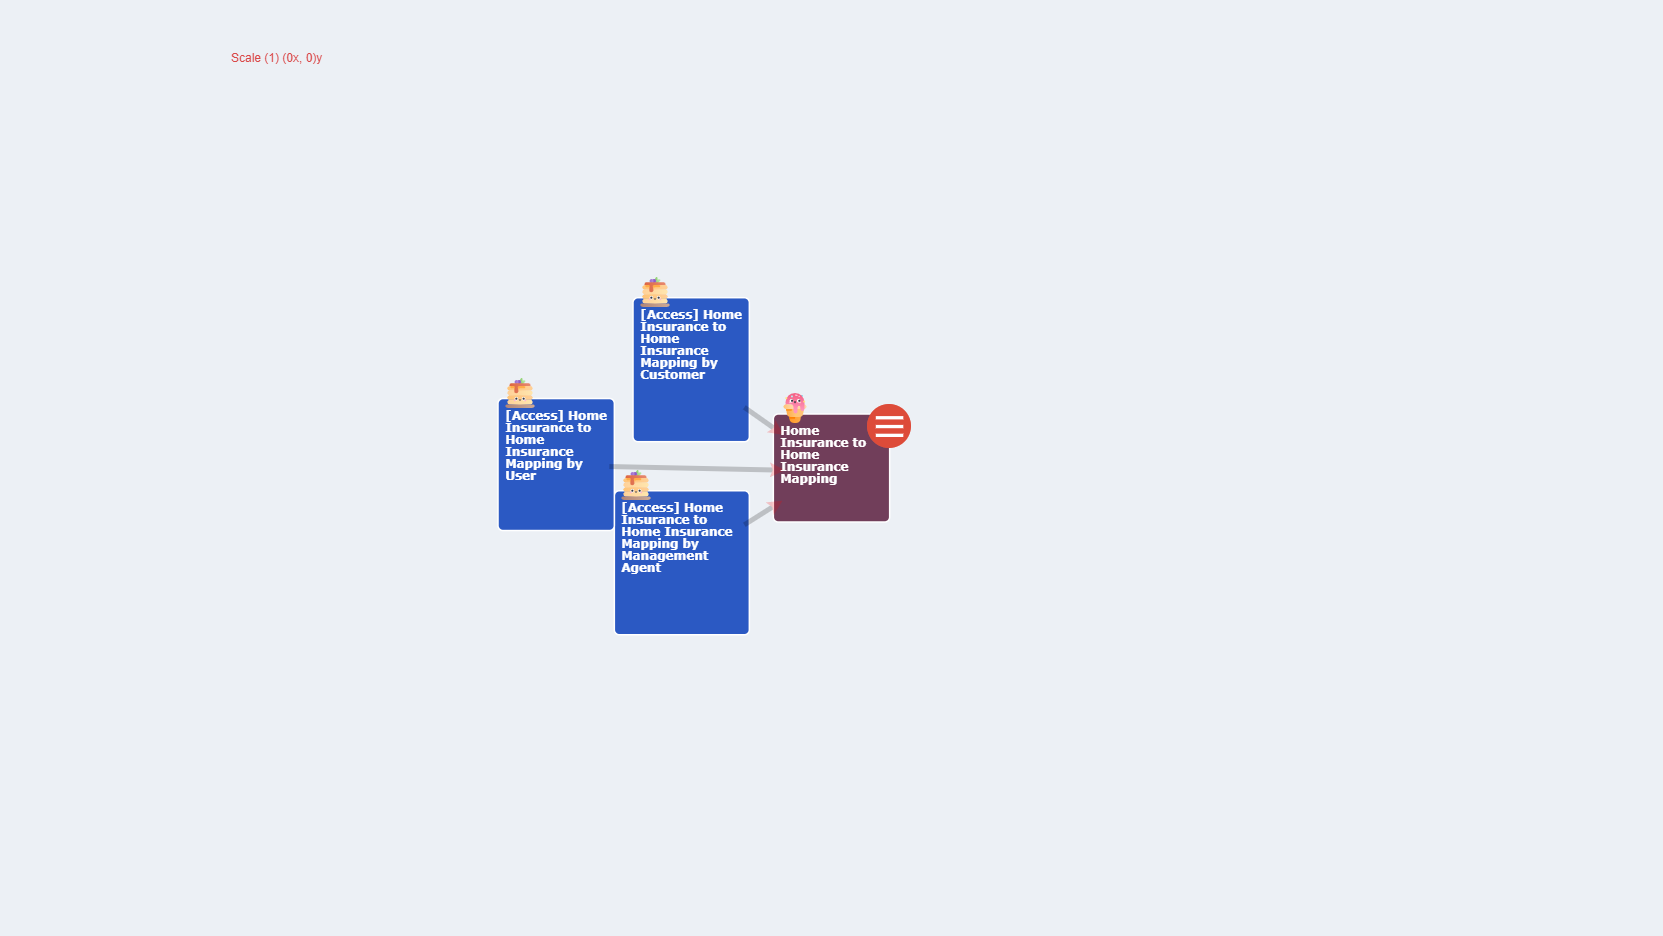 Scale (1) (0x, 0)y
[Access] Home
Insurance to
Home
Insurance
Mapping by
Customer
[Access] Home
Insurance to
Home
Insurance
Mapping by
User
Home
Insurance to
Home
Insurance
Mapping
[Access] Home
Insurance to
Home Insurance
Mapping by
Management
Agent